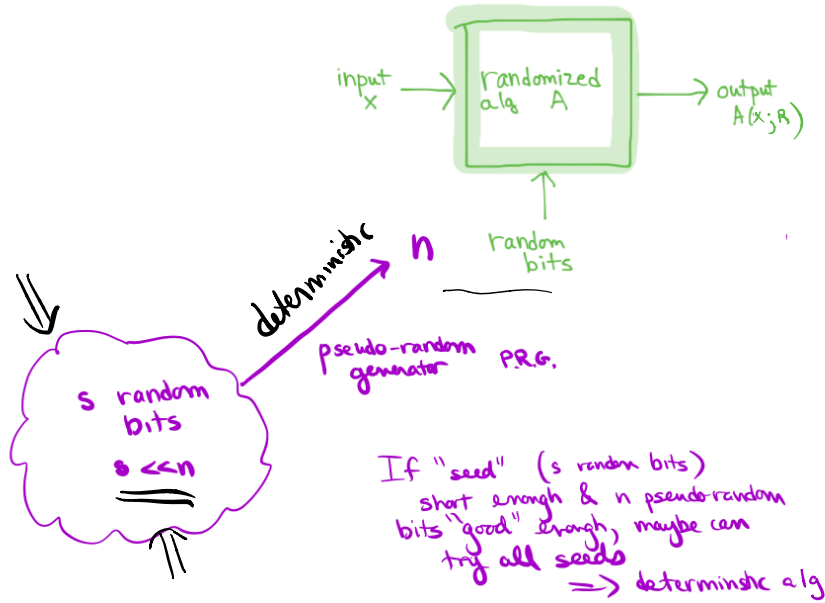 input
x
randomized
alg A
output
A(x;R)
random
bits
n
deterministic
pseudo-random
generator
P.R.G.
s random
bits
s <<n
If "seed" (s random bits)
short enough & n pseudo-random
bits "good" enough, maybe can
try all seeds
=> determinstic alg